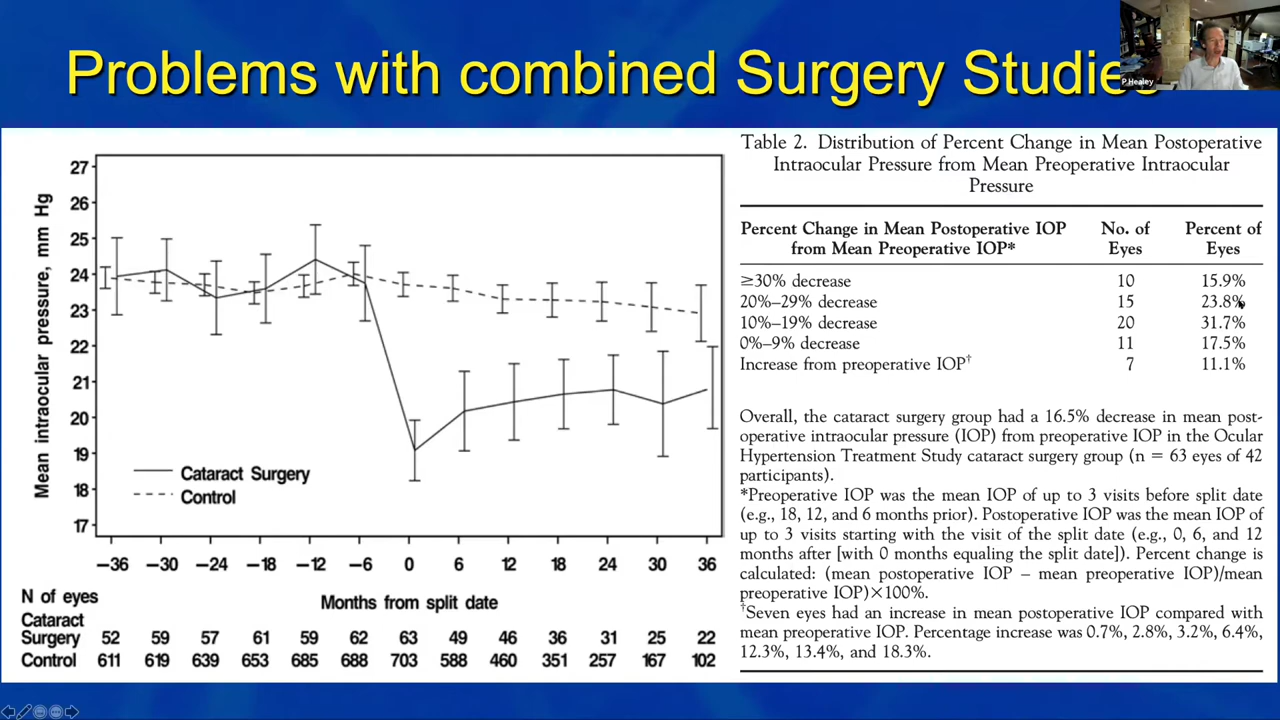 Problems with combined Surgery Studies
P Healey
27
26
25
24
23
22
21
20
19
18
17
Mean intraocular pressure, mm Hg
Cataract Surgery
Control
−36 −30 −24 −18 −12 −6 0 6 12 18 24 30 36
Months from split date
N of eyes
Cataract
Surgery 52 59 57 61 59 62 63 49 46 36 31 25 22
Control 611 619 639 653 685 688 703 588 460 351 257 167 102
Table 2. Distribution of Percent Change in Mean Postoperative
Intraocular Pressure from Mean Preoperative Intraocular
Pressure
Percent Change in Mean Postoperative IOP No. of Percent of
from Mean Preoperative IOP* Eyes Eyes
≥30% decrease 10 15.9%
20%–29% decrease 15 23.8%
10%–19% decrease 20 31.7%
0%–9% decrease 11 17.5%
Increase from preoperative IOP† 7 11.1%
Overall, the cataract surgery group had a 16.5% decrease in mean post-
operative intraocular pressure (IOP) from preoperative IOP in the Ocular
Hypertension Treatment Study cataract surgery group (n = 63 eyes of 42
participants).
*Preoperative IOP was the mean IOP of up to 3 visits before split date
(e.g., 18, 12, and 6 months prior). Postoperative IOP was the mean IOP of
up to 3 visits starting with the visit of the split date (e.g., 0, 6, and 12
months after [with 0 months equaling the split date]). Percent change is
calculated: (mean postoperative IOP – mean preoperative IOP)/mean
preoperative IOP)×100%.
†Seven eyes had an increase in mean postoperative IOP compared with
mean preoperative IOP. Percentage increase was 0.7%, 2.8%, 3.2%, 6.4%,
12.3%, 13.4%, and 18.3%.